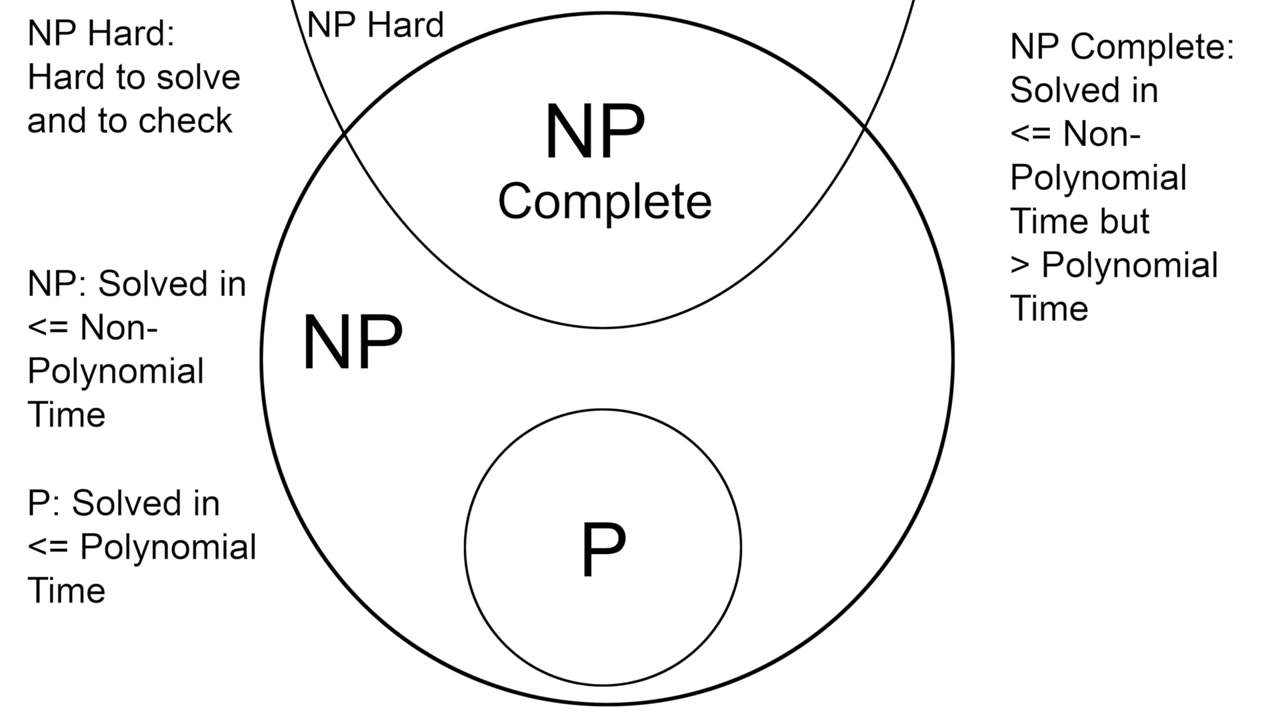 NP Hard:
Hard to solve
and to check
NP: Solved in
<= Non-
Polynomial
Time
P: Solved in
<= Polynomial
Time
NP Hard
NP
Complete
NP
P
NP Complete:
Solved in
<= Non-
Polynomial
Time but
> Polynomial
Time